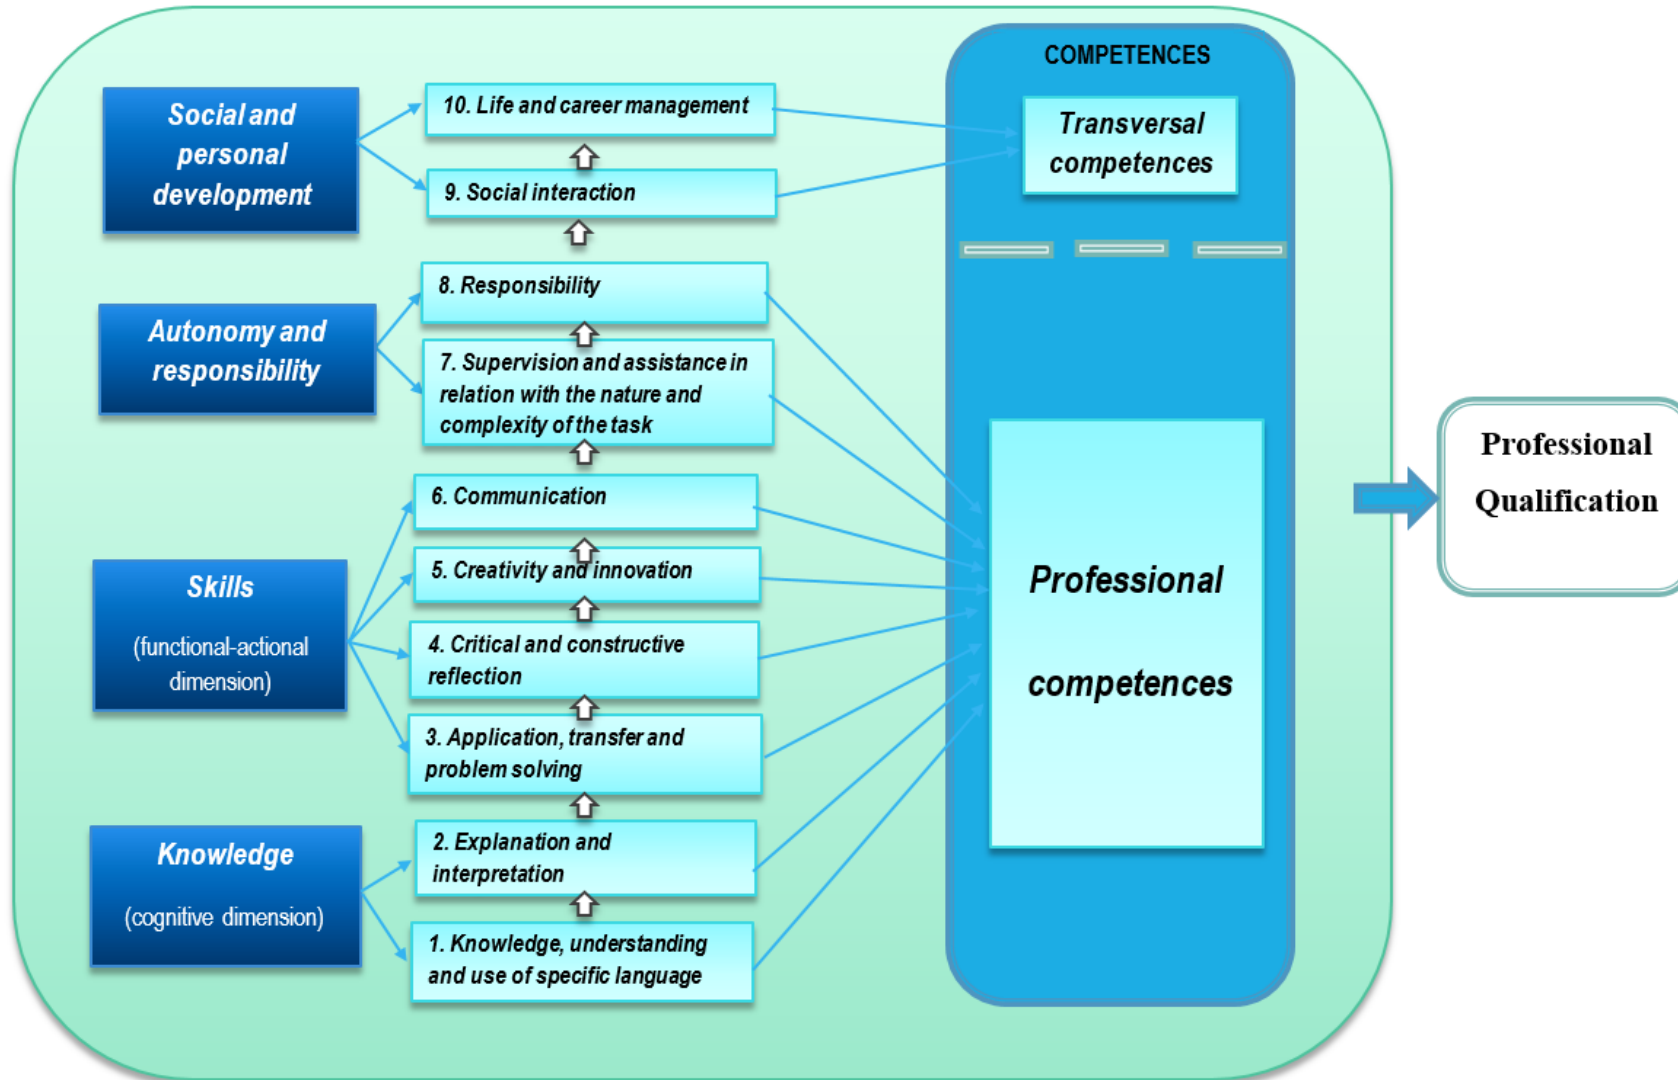 COMPETENCES
Social and
personal
development
10. Life and career management
9. Social interaction
Transversal
competences
Autonomy and
responsibility
8. Responsibility
7. Supervision and assistance in
relation with the nature and
complexity of the task
Skills
(functional-actional
dimension)
6. Communication
5. Creativity and innovation
4. Critical and constructive
reflection
3. Application, transfer and
problem solving
Knowledge
(cognitive dimension)
2. Explanation and
interpretation
1. Knowledge, understanding
and use of specific language
Professional
competences
Professional
Qualification